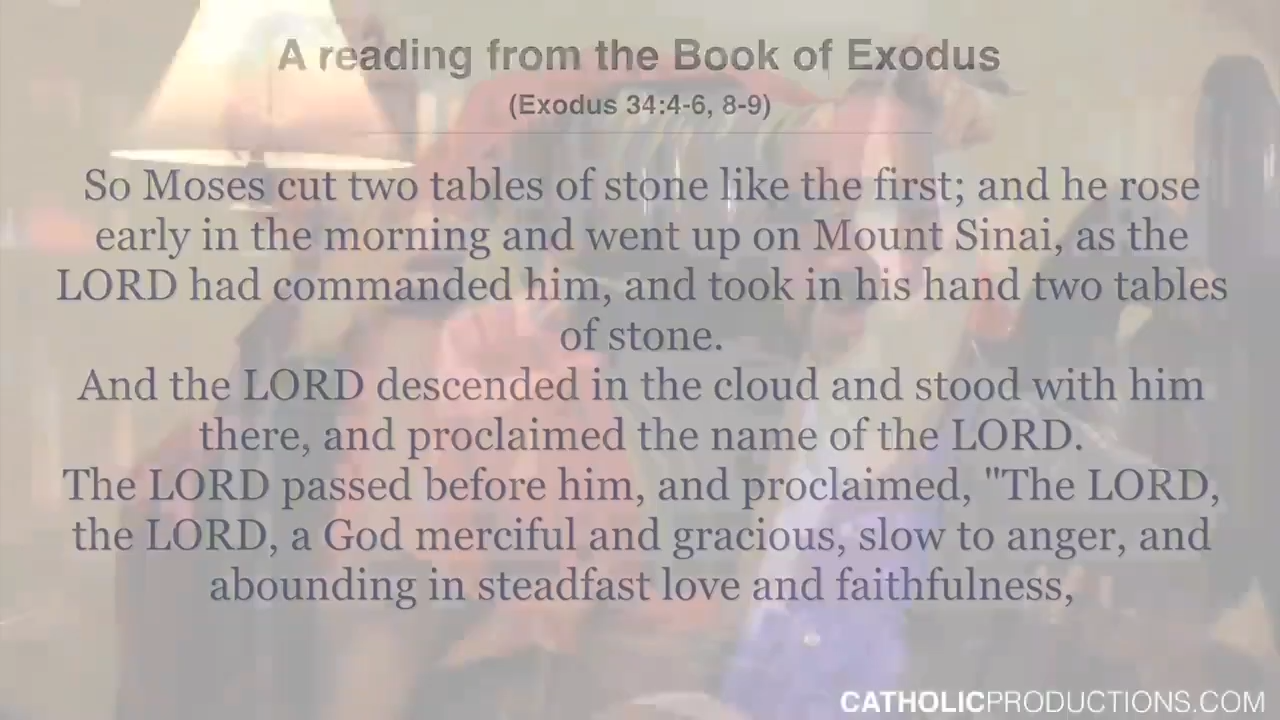 A reading from the Book of Exodus
(Exodus 34:4-6, 8-9)
So Moses cut two tables of stone like the first; and he rose
early in the morning and went up on Mount Sinai, as the
LORD had commanded him, and took in his hand two tables
of stone.
And the LORD descended in the cloud and stood with him
there, and proclaimed the name of the LORD.
The LORD passed before him, and proclaimed, "The LORD,
the LORD, a God merciful and gracious, slow to anger, and
abounding in steadfast love and faithfulness,
CATHOLICPRODUCTIONS.COM